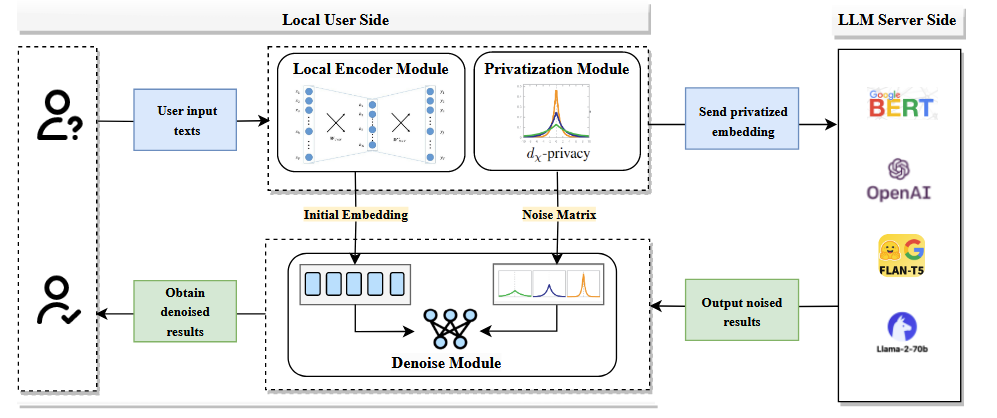 Local User Side
LLM Server Side
Local Encoder Module
Privatization Module
User input
texts
dχ-privacy
Send privatized
embedding
Google
BERT
OpenAI
FLAN-T5
Llama-2-70b
Initial Embedding
Noise Matrix
Obtain
denoised
results
Output noised
results
Denoise Module